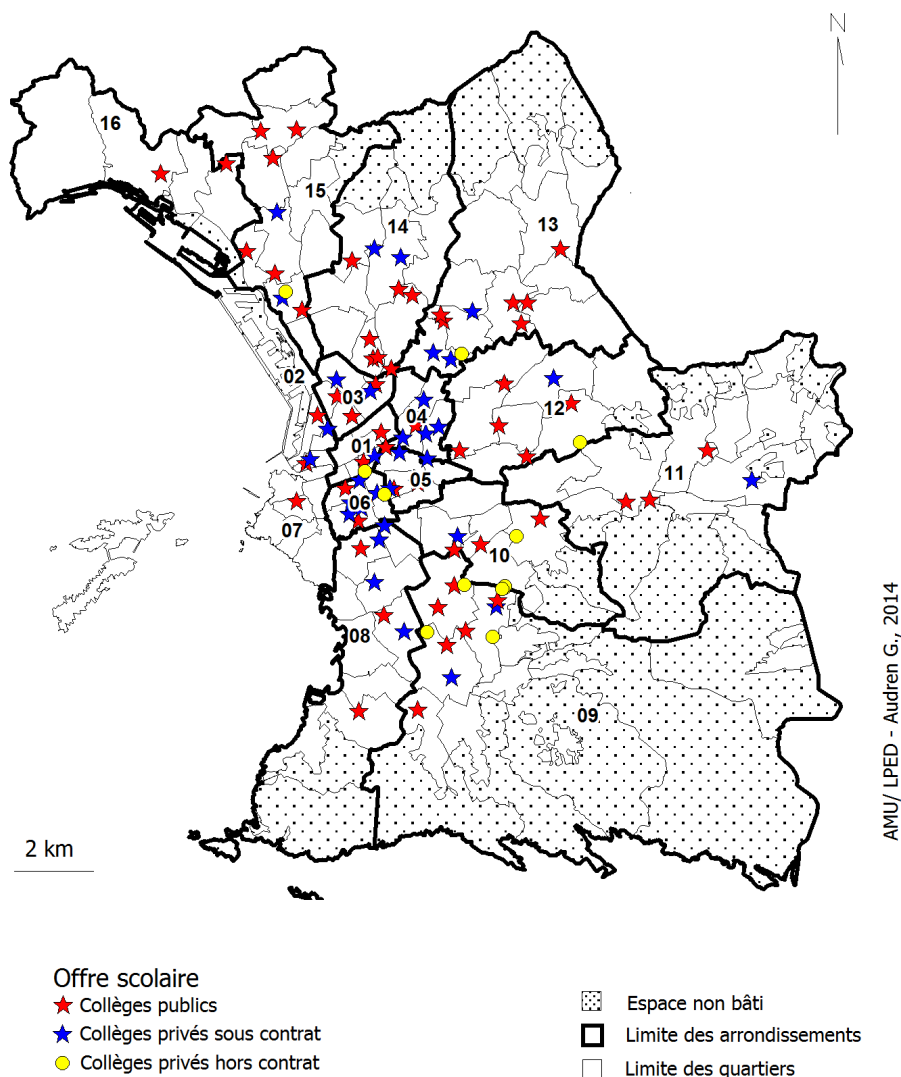 N
16
15
14
13
02
03
04
12
01
11
05
06
07
10
08
09
2 km
AMU/ LPED - Audren G., 2014
Offre scolaire
Collèges publics
Collèges privés sous contrat
Collèges privés hors contrat
Espace non bâti
Limite des arrondissements
Limite des quartiers